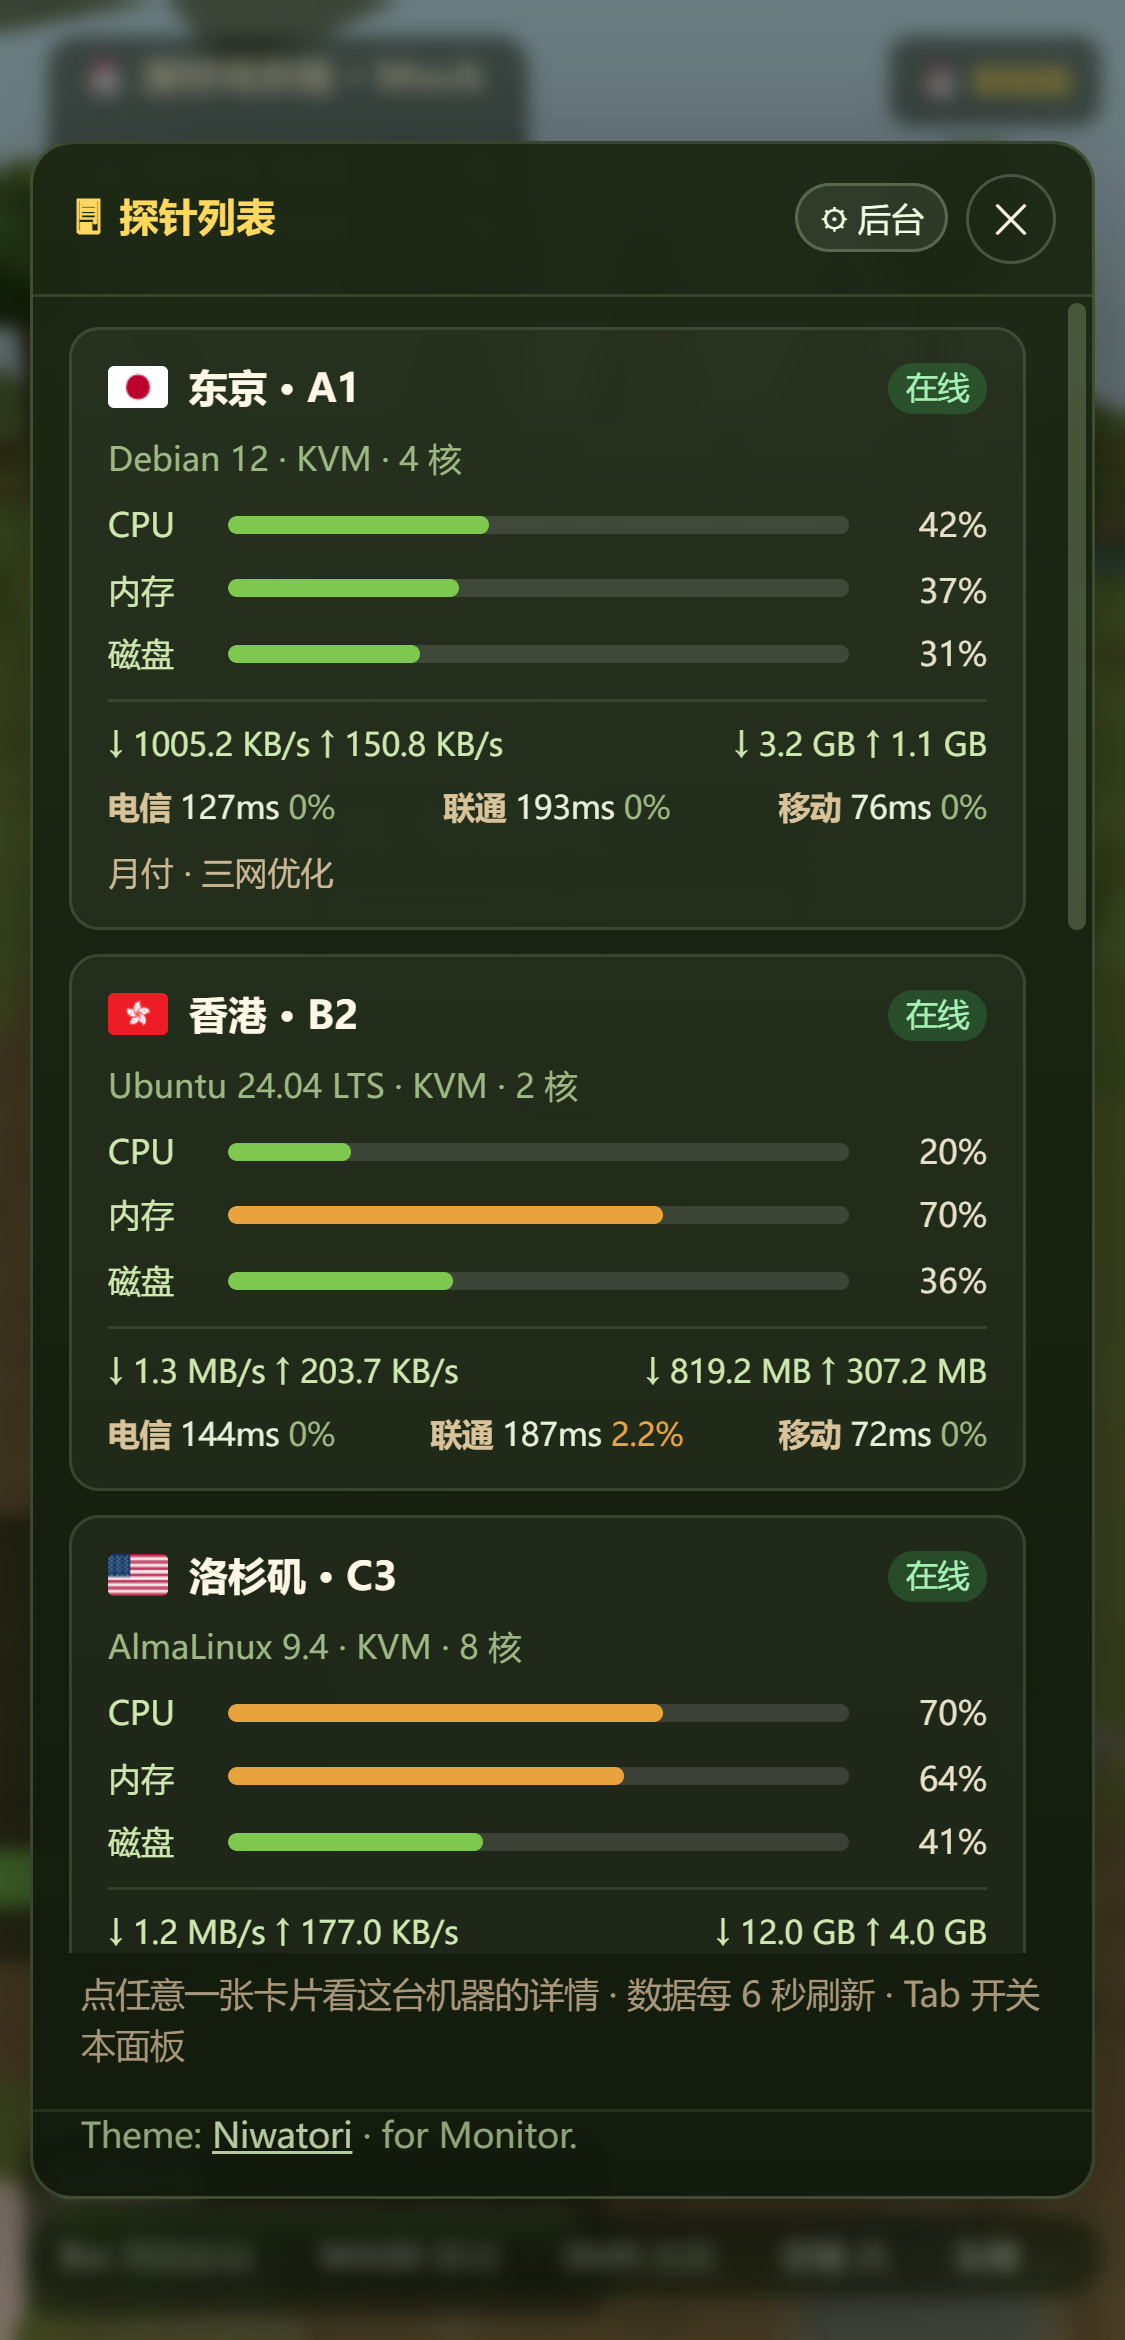 探针列表
⚙ 后台
东京 • A1
在线
Debian 12 · KVM · 4 核
CPU 42%
内存 37%
磁盘 31%
↓ 1005.2 KB/s ↑ 150.8 KB/s ↓ 3.2 GB ↑ 1.1 GB
电信 127ms 0% 联通 193ms 0% 移动 76ms 0%
月付 · 三网优化
香港 • B2
在线
Ubuntu 24.04 LTS · KVM · 2 核
CPU 20%
内存 70%
磁盘 36%
↓ 1.3 MB/s ↑ 203.7 KB/s ↓ 819.2 MB ↑ 307.2 MB
电信 144ms 0% 联通 187ms 2.2% 移动 72ms 0%
洛杉矶 • C3
在线
AlmaLinux 9.4 · KVM · 8 核
CPU 70%
内存 64%
磁盘 41%
↓ 1.2 MB/s ↑ 177.0 KB/s ↓ 12.0 GB ↑ 4.0 GB
点任意一张卡片看这台机器的详情 · 数据每 6 秒刷新 · Tab 开关
本面板
Theme: Niwatori · for Monitor.